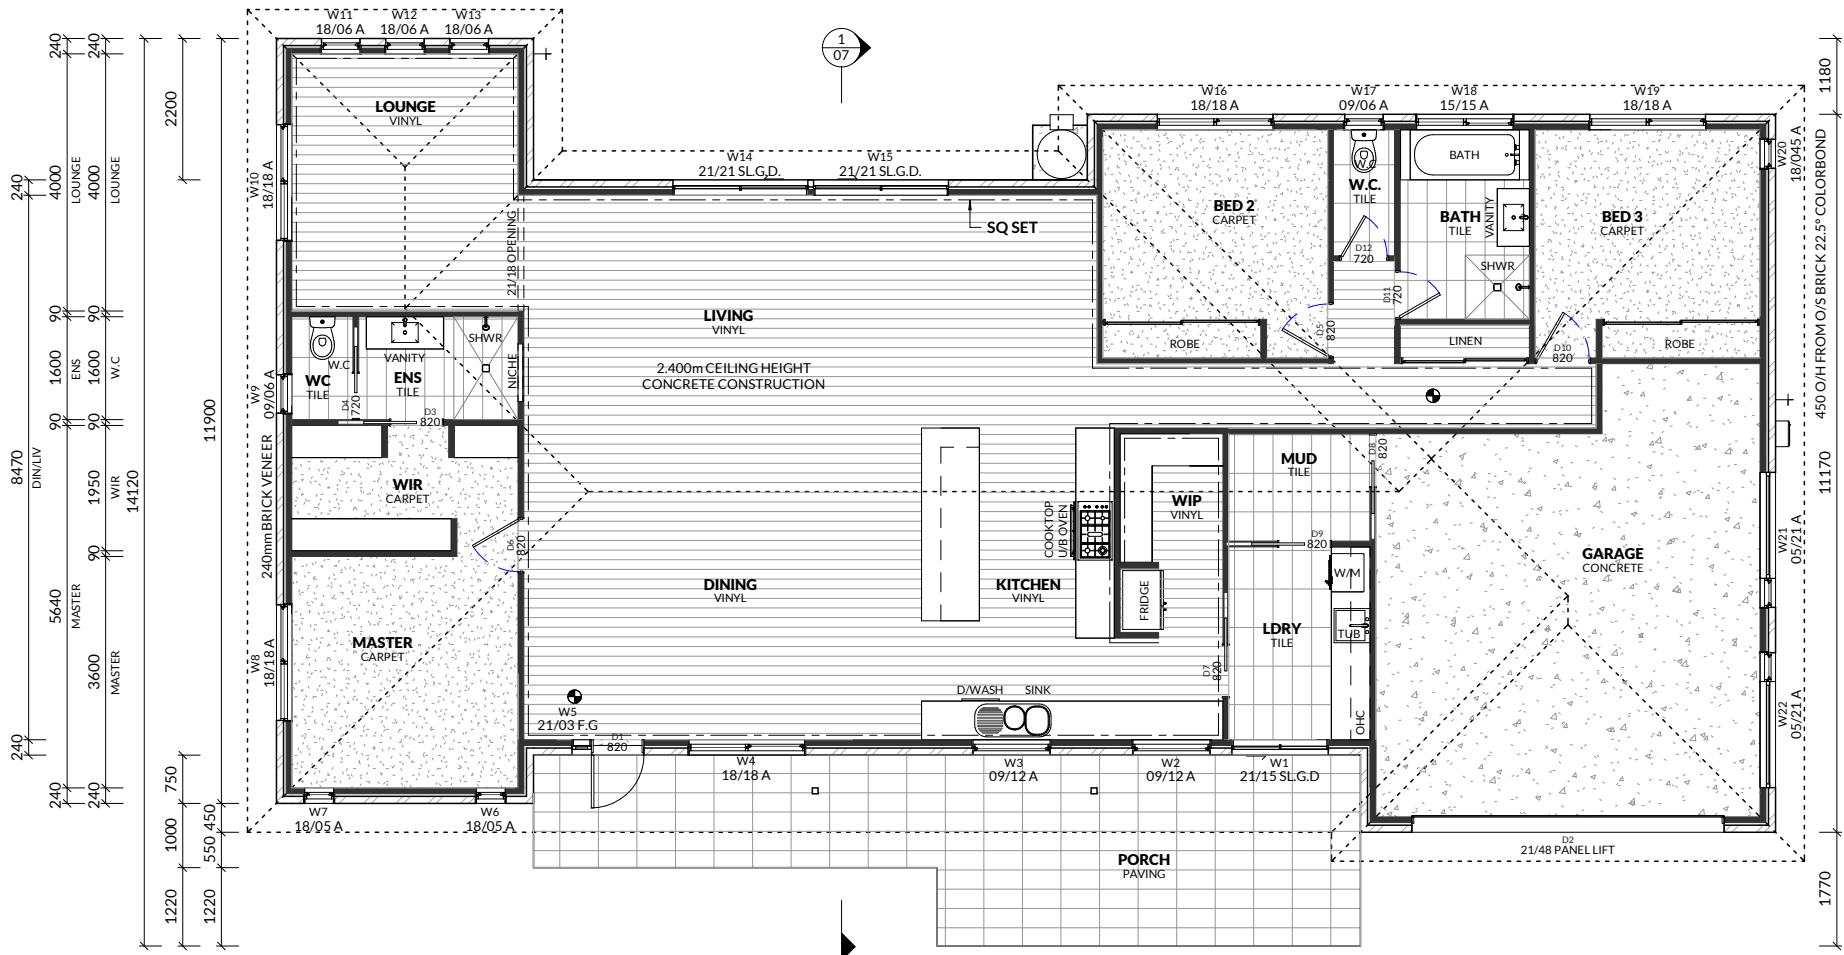 W11
18/06 A
W12
18/06 A
W13
18/06 A
1
07
LOUNGE
VINYL
W10
18/18 A
21/18 OPENING
W14
21/21 SL.G.D.
W15
21/21 SL.G.D.
SQ SET
W16
18/18 A
W17
09/06 A
W18
15/15 A
W19
18/18 A
W20
18/045 A
BED 2
CARPET
W.C
W.C.
TILE
D12
720
BATH
BATH
TILE
VANITY
SHWR
D11
720
BED 3
CARPET
LIVING
VINYL
2.400m CEILING HEIGHT
CONCRETE CONSTRUCTION
ROBE
D5
820
LINEN
D10
820
ROBE
W.C
WC
TILE
D4
720
VANITY
ENS
TILE
D3
820
SHWR
NICHE
W9
09/06 A
240mm BRICK VENEER
WIR
CARPET
D6
820
MASTER
CARPET
W8
18/18 A
DINING
VINYL
KITCHEN
VINYL
COOKTOP
U/B OVEN
WIP
VINYL
FRIDGE
MUD
TILE
D8
820
D9
820
W/M
TUB
LDRY
TILE
D7
820
OHC
GARAGE
CONCRETE
W21
05/21 A
W22
05/21 A
450 O/H FROM O/S BRICK 22.5° COLORBOND
D/WASH
SINK
W5
21/03 F.G
D1
820
W4
18/18 A
W3
09/12 A
W2
09/12 A
W1
21/15 SL.G.D
W7
18/05 A
W6
18/05 A
PORCH
PAVING
D2
21/48 PANEL LIFT
240
8470
DIN/LIV
240
240
4000
LOUNGE
90
1600
ENS
90
5640
MASTER
240
240
4000
LOUNGE
90
1600
W.C
90
1950
WIR
90
3600
MASTER
240
14120
2200
750
1000
1220
11900
450
550
1220
1180
11170
1770